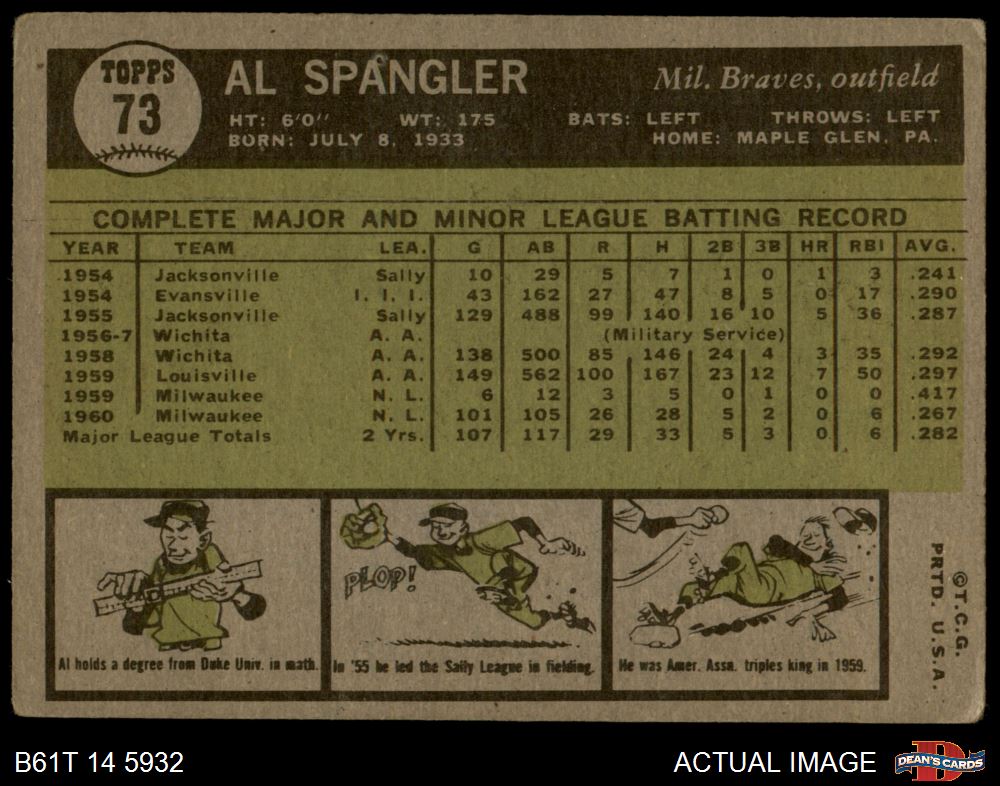 TOPPS
73
AL SPANGLER
Mil. Braves, outfield
HT: 6'0" WT: 175 BATS: LEFT THROWS: LEFT
BORN: JULY 8, 1933 HOME: MAPLE GLEN, PA.
COMPLETE MAJOR AND MINOR LEAGUE BATTING RECORD
YEAR TEAM LEA. G AB R H 2B 3B HR RBI AVG.
1954 Jacksonville Sally 10 29 5 7 1 0 1 3 .241
1954 Evansville I. I. I. 43 162 27 47 8 5 0 17 .290
1955 Jacksonville Sally 129 488 99 140 16 10 5 36 .287
1956-7 Wichita A. A. (Military Service)
1958 Wichita A. A. 138 500 85 146 24 4 3 35 .292
1959 Louisville A. A. 149 562 100 167 23 12 7 50 .297
1959 Milwaukee N. L. 6 12 3 5 0 1 0 0 .417
1960 Milwaukee N. L. 101 105 26 28 5 2 0 6 .267
Major League Totals 2 Yrs. 107 117 29 33 5 3 0 6 .282
PLOP!
Al holds a degree from Duke Univ. in math.
In '55 he led the Sally League in fielding.
He was Amer. Assn. triples king in 1959.
©T.C.G.
PRTD. U.S.A.
B61T 14 5932
ACTUAL IMAGE
DEAN'S CARDS